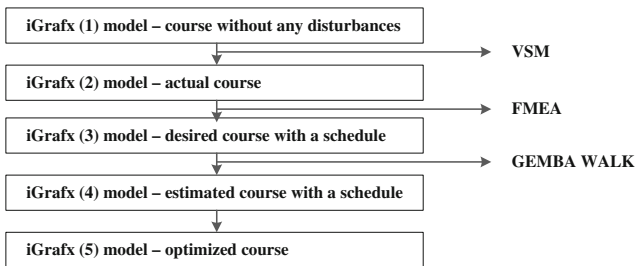 iGrafx (1) model – course without any disturbances
VSM
iGrafx (2) model – actual course
FMEA
iGrafx (3) model – desired course with a schedule
GEMBA WALK
iGrafx (4) model – estimated course with a schedule
iGrafx (5) model – optimized course